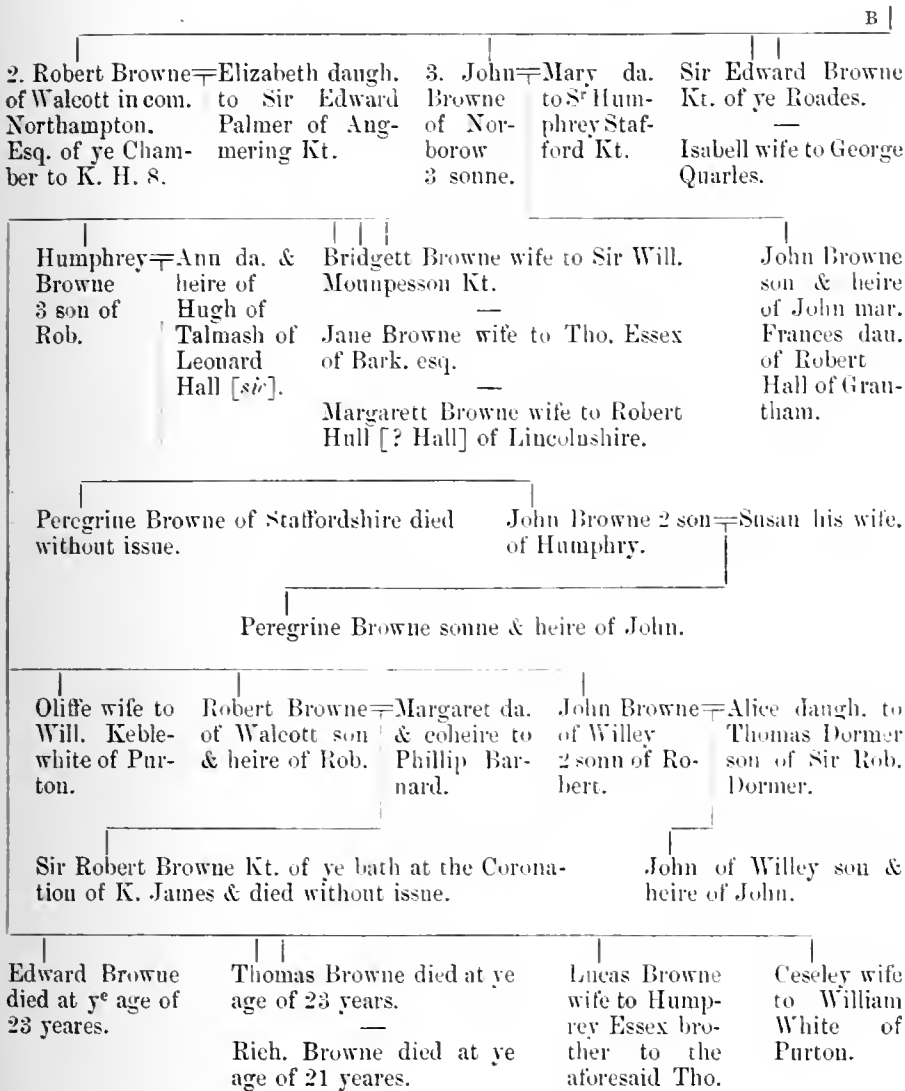 B
2. Robert Browne=Elizabeth daugh.
of Walcott in com. to Sir Edward
Northampton. Palmer of Ang-
Esq. of ye Cham- mering Kt.
ber to K. H. 8.
3. John=Mary da.
Browne to Sr Hum-
of Nor- phrey Staf-
borow ford Kt.
3 sonne.
Sir Edward Browne
Kt. of ye Roades.
—
Isabell wife to George
Quarles.
Humphrey=Ann da. &
Browne heire of
3 son of Hugh of
Rob. Talmash of
Leonard
Hall [sic].
Bridgett Browne wife to Sir Will.
Mounpesson Kt.
—
Jane Browne wife to Tho. Essex
of Bark. esq.
—
Margarett Browne wife to Robert
Hull [? Hall] of Lincolnshire.
John Browne
son & heire
of John mar.
Frances dau.
of Robert
Hall of Gran-
tham.
Peregrine Browne of Staffordshire died
without issue.
John Browne 2 son=Susan his wife.
of Humphry.
Peregrine Browne sonne & heire of John.
Oliffe wife to
Will. Keble-
white of Pur-
ton.
Robert Browne=Margaret da.
of Walcott son & coheire to
& heire of Rob. Phillip Bar-
nard.
John Browne=Alice daugh. to
of Willey Thomas Dormer
2 sonn of Ro- son of Sir Rob.
bert. Dormer.
Sir Robert Browne Kt. of ye bath at the Corona-
tion of K. James & died without issue.
John of Willey son &
heire of John.
Edward Browne
died at ye age of
23 yeares.
Thomas Browne died at ye
age of 23 years.
—
Rich. Browne died at ye
age of 21 yeares.
Lucas Browne
wife to Hump-
rey Essex bro-
ther to the
aforesaid Tho.
Ceseley wife
to William
White of
Purton.